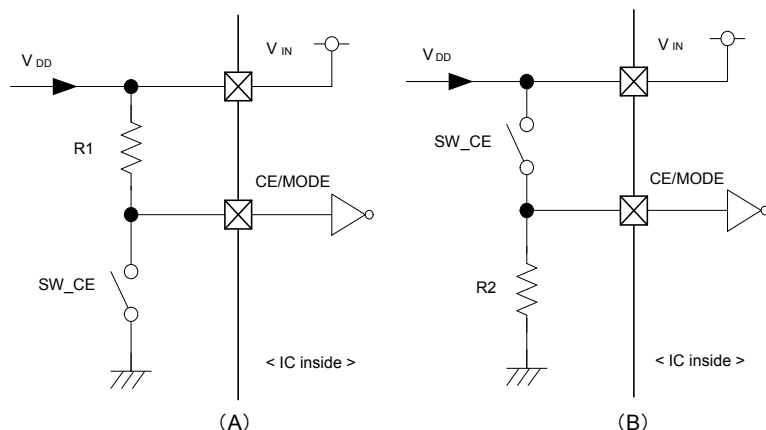 V DD
V IN
R1
CE/MODE
SW_CE
< IC inside >
(A)
V DD
V IN
SW_CE
CE/MODE
R2
< IC inside >
(B)